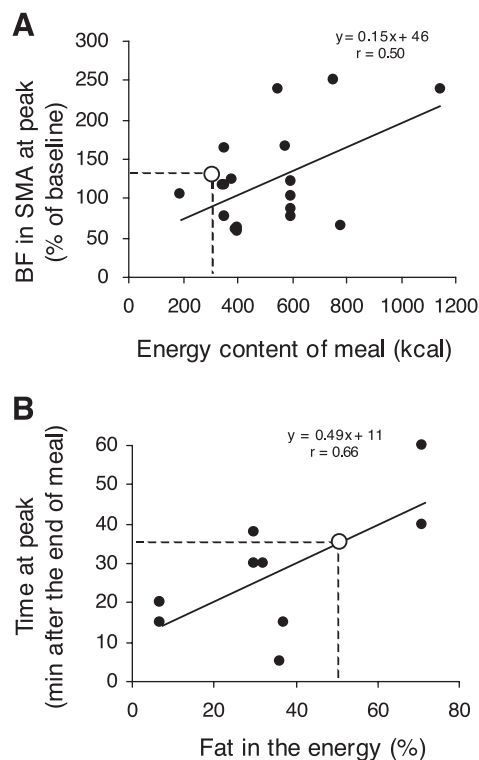 A
y = 0.15x + 46
r = 0.50
300
250
200
150
100
50
0
0 200 400 600 800 1000 1200
BF in SMA at peak
(% of baseline)
Energy content of meal (kcal)
B
y = 0.49x + 11
r = 0.66
60
50
40
30
20
10
0
0 20 40 60 80
Time at peak
(min after the end of meal)
Fat in the energy (%)